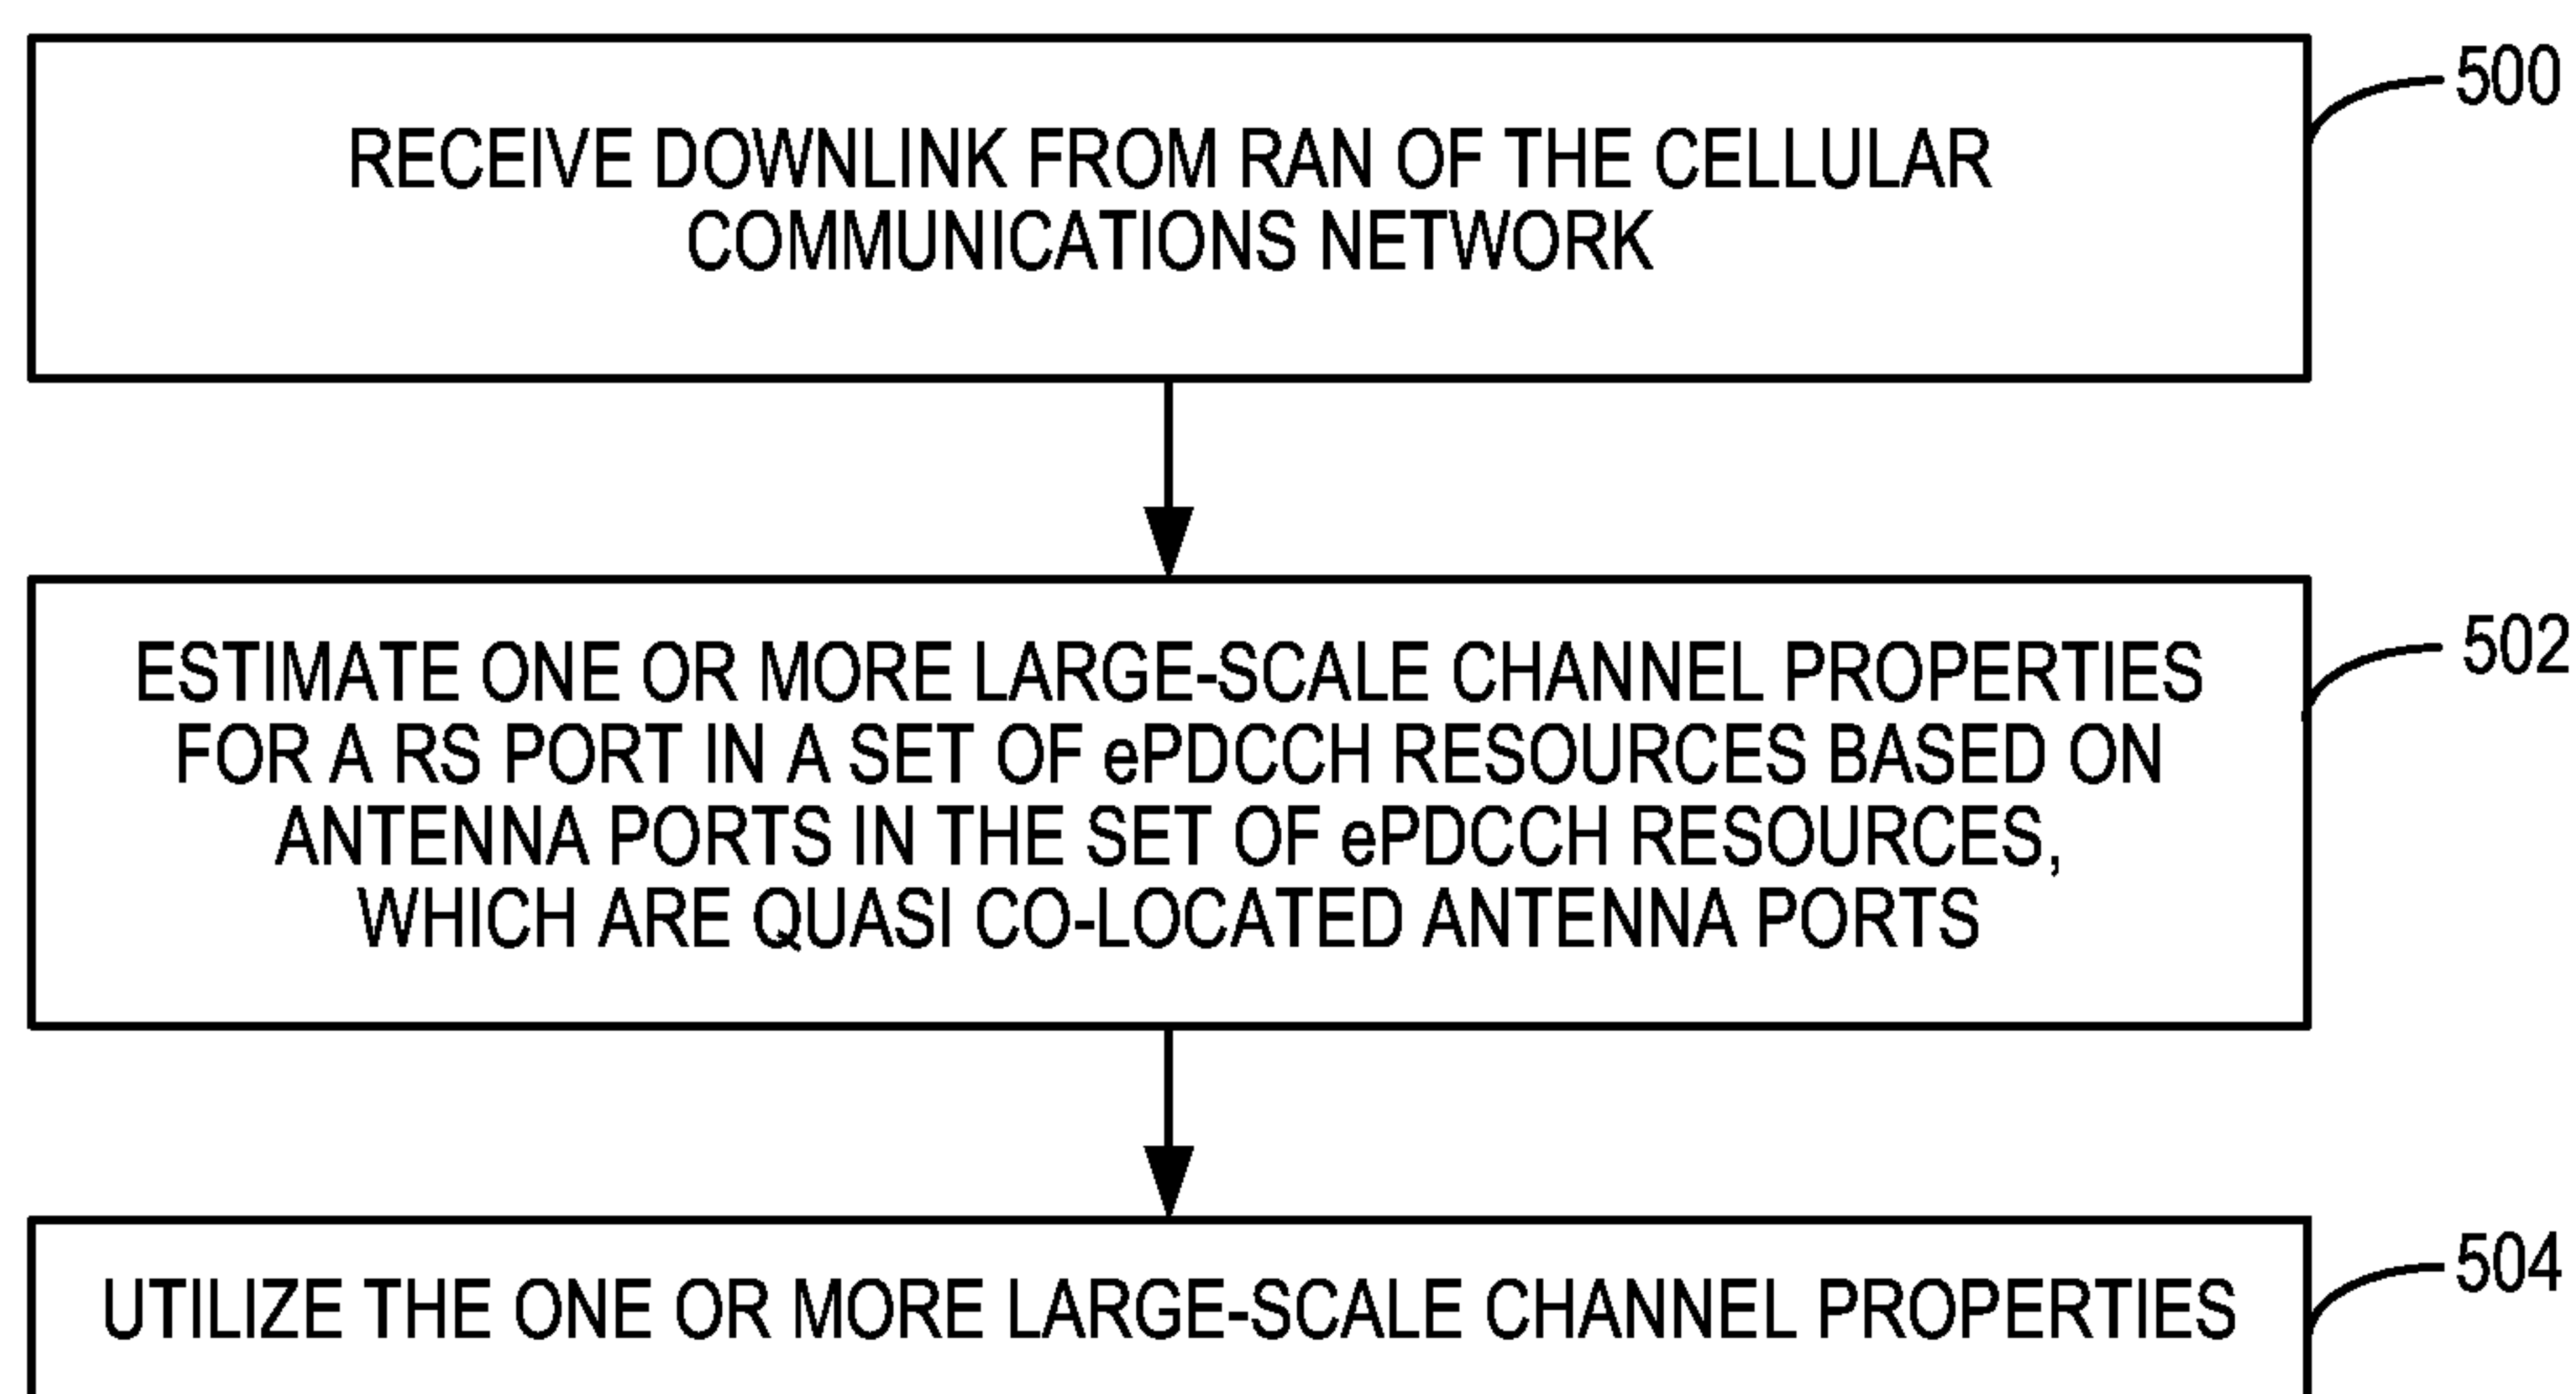 500
RECEIVE DOWNLINK FROM RAN OF THE CELLULAR
COMMUNICATIONS NETWORK
502
ESTIMATE ONE OR MORE LARGE-SCALE CHANNEL PROPERTIES
FOR A RS PORT IN A SET OF ePDCCH RESOURCES BASED ON
ANTENNA PORTS IN THE SET OF ePDCCH RESOURCES,
WHICH ARE QUASI CO-LOCATED ANTENNA PORTS
504
UTILIZE THE ONE OR MORE LARGE-SCALE CHANNEL PROPERTIES